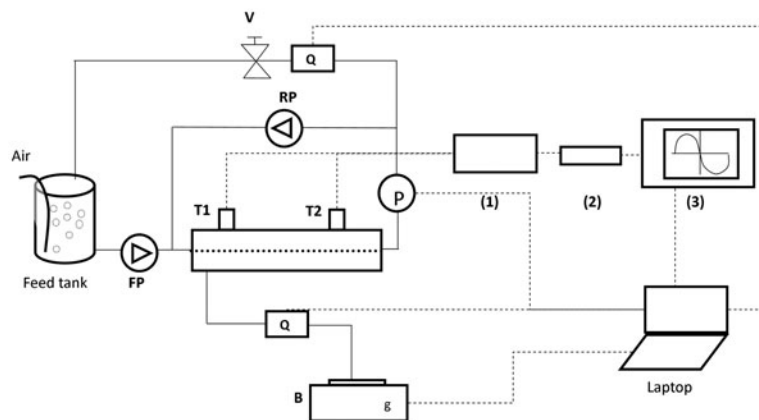 V
Q
RP
Air
T1
T2
P
(1)
(2)
(3)
Feed tank
FP
Q
B
g
Laptop